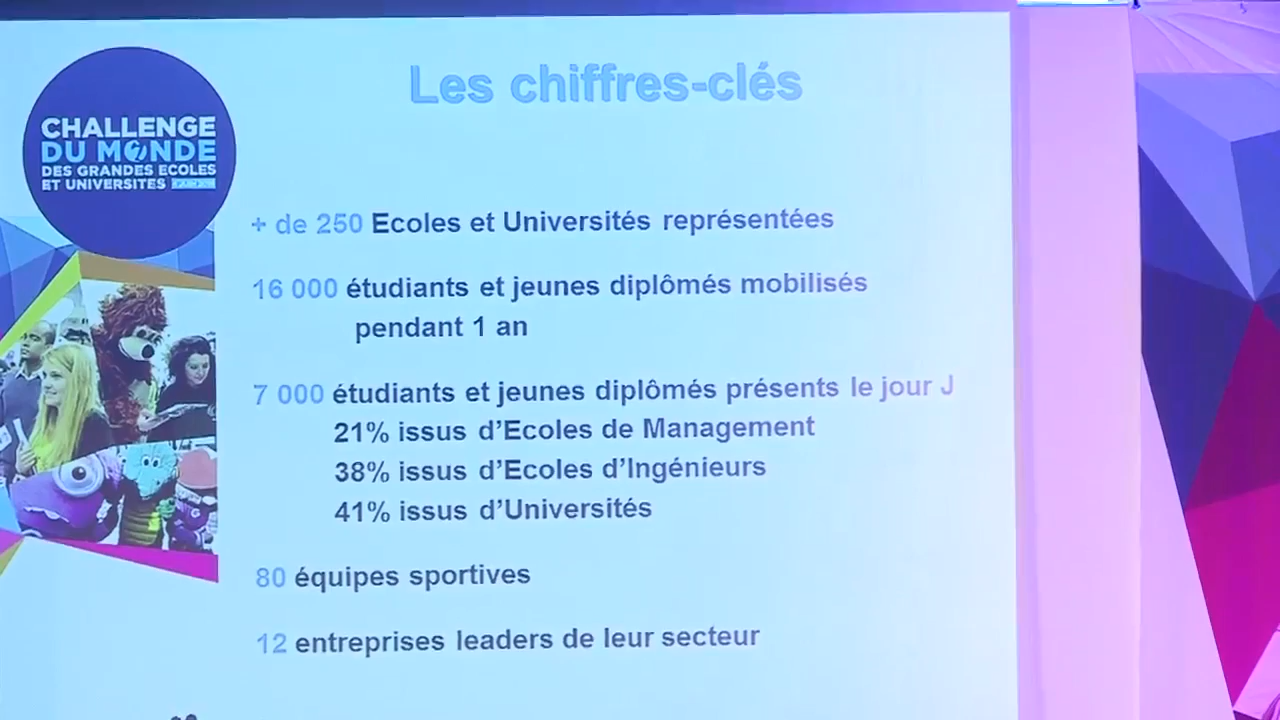 Les chiffres-clés
CHALLENGE
DU MONDE
DES GRANDES ECOLES
ET UNIVERSITES
+ de 250 Ecoles et Universités représentées
16 000 étudiants et jeunes diplômés mobilisés
pendant 1 an
7 000 étudiants et jeunes diplômés présents le jour J
21% issus d'Ecoles de Management
38% issus d'Ecoles d'Ingénieurs
41% issus d'Universités
80 équipes sportives
12 entreprises leaders de leur secteur